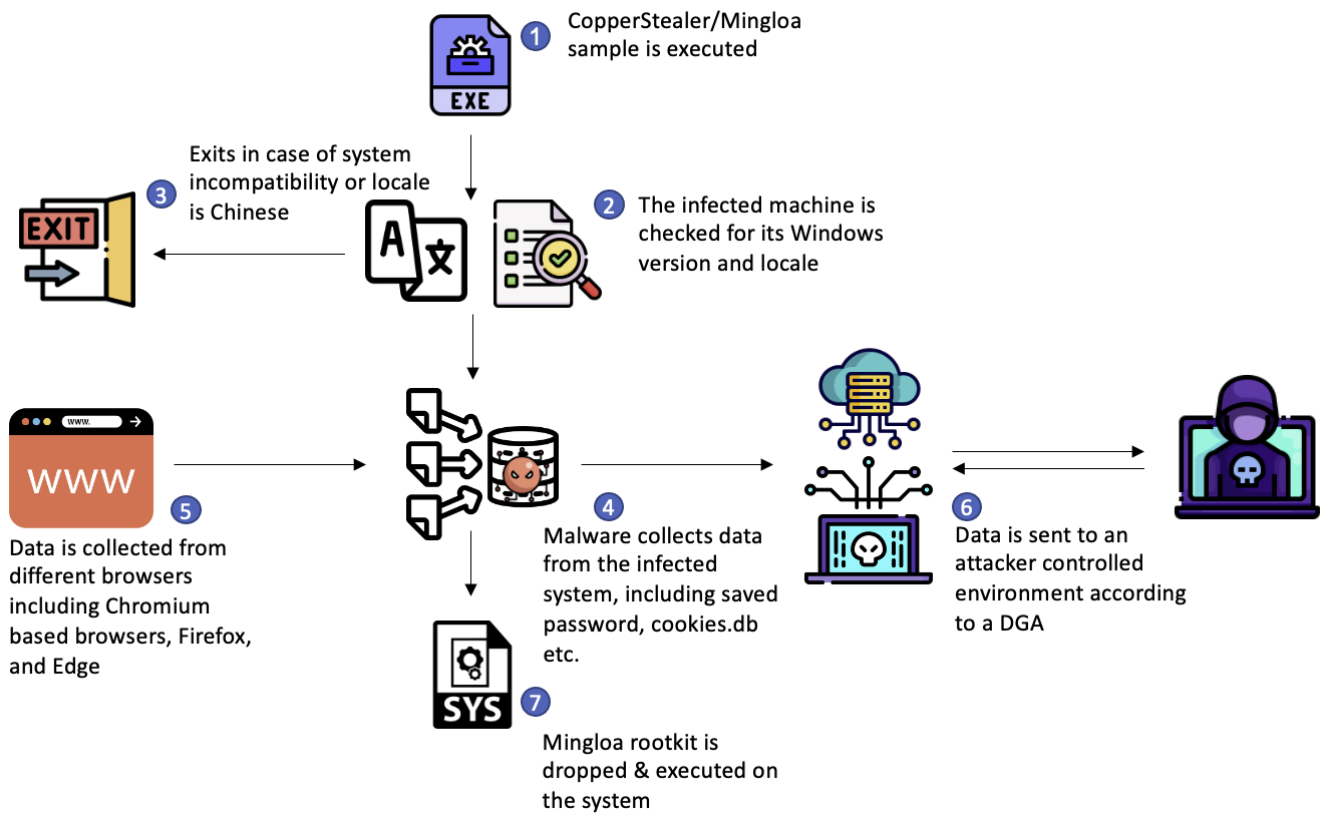 1
CopperStealer/Mingloa
sample is executed
EXE
Exits in case of system
incompatibility or locale
is Chinese
3
EXIT
A
文
2
The infected machine is
checked for its Windows
version and locale
www.
WWW
5
Data is collected from
different browsers
including Chromium
based browsers, Firefox,
and Edge
4
Malware collects data
from the infected
system, including saved
password, cookies.db
etc.
6
Data is sent to an
attacker controlled
environment according
to a DGA
SYS
7
Mingloa rootkit is
dropped & executed on
the system